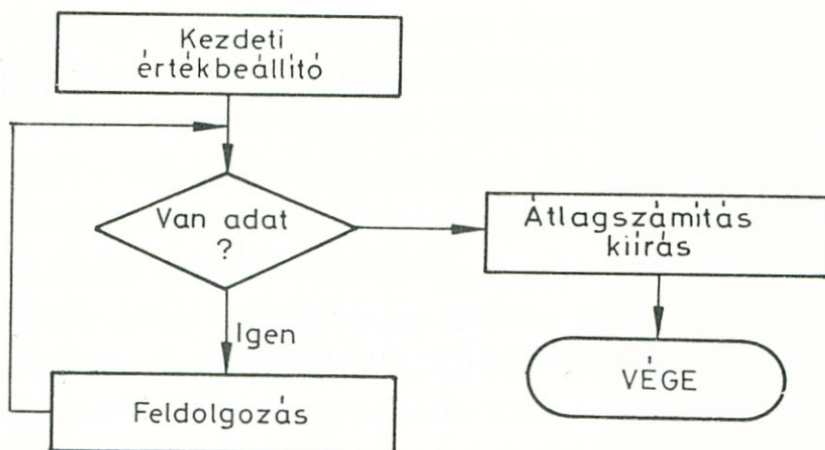 Kezdeti
értékbeállító
Van adat
?
Igen
Feldolgozás
Átlagszámítás
kiírás
VÉGE